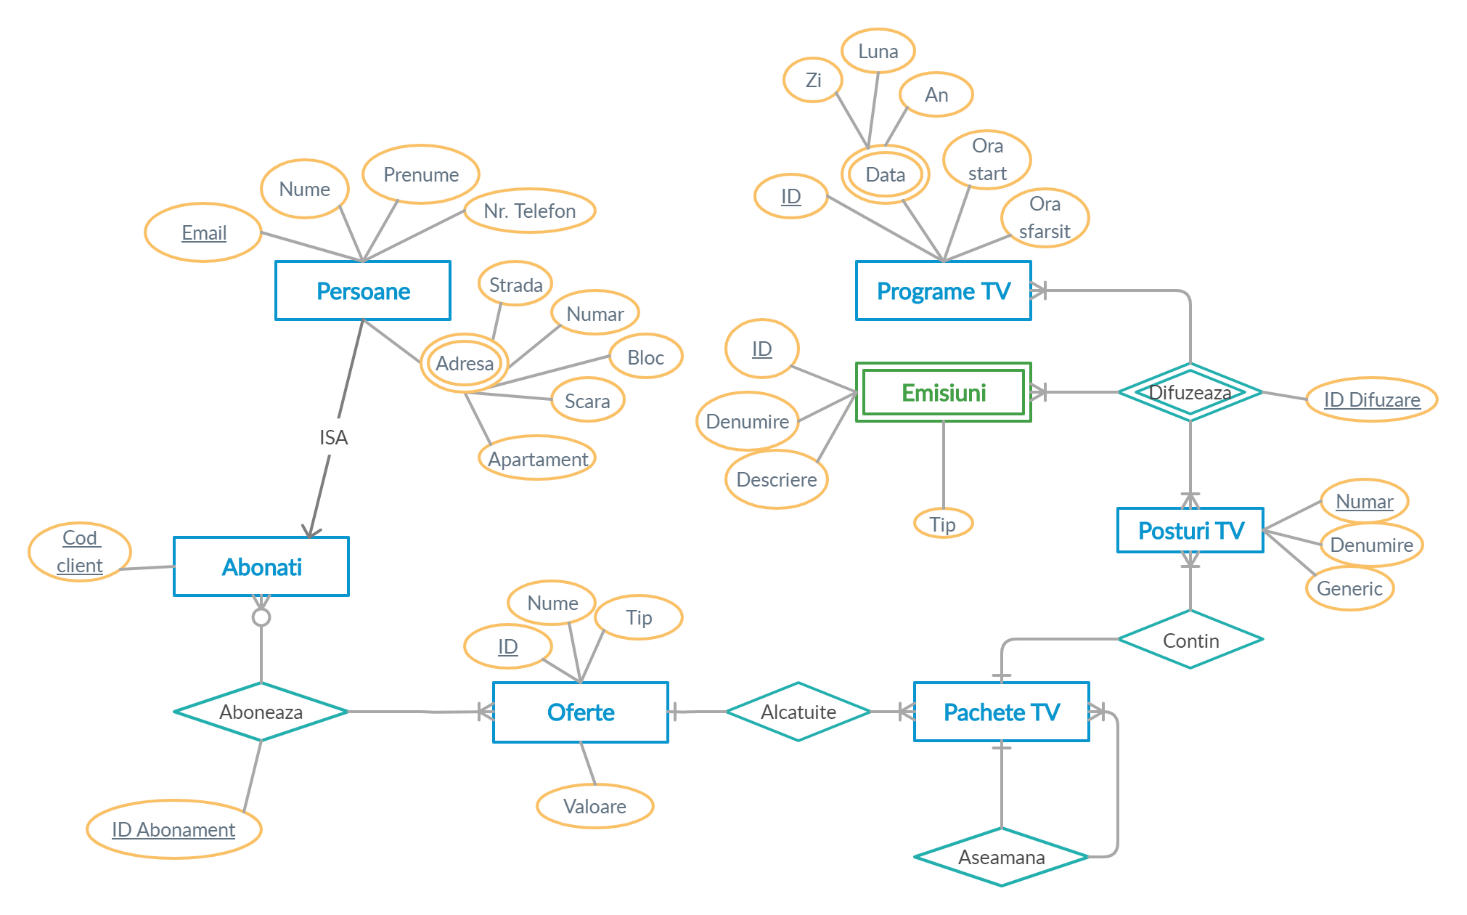 Luna
Zi
An
Ora
start
Data
ID
Ora
sfarsit
Programe TV
Prenume
Nume
Nr. Telefon
Email
Persoane
Strada
Numar
Bloc
Adresa
Scara
Apartament
ISA
ID
Emisiuni
Denumire
Descriere
Tip
Difuzeaza
ID Difuzare
Numar
Posturi TV
Denumire
Generic
Cod
client
Abonati
Nume
Tip
ID
Contin
Aboneaza
Oferte
Alcatuite
Pachete TV
Valoare
ID Abonament
Aseamana